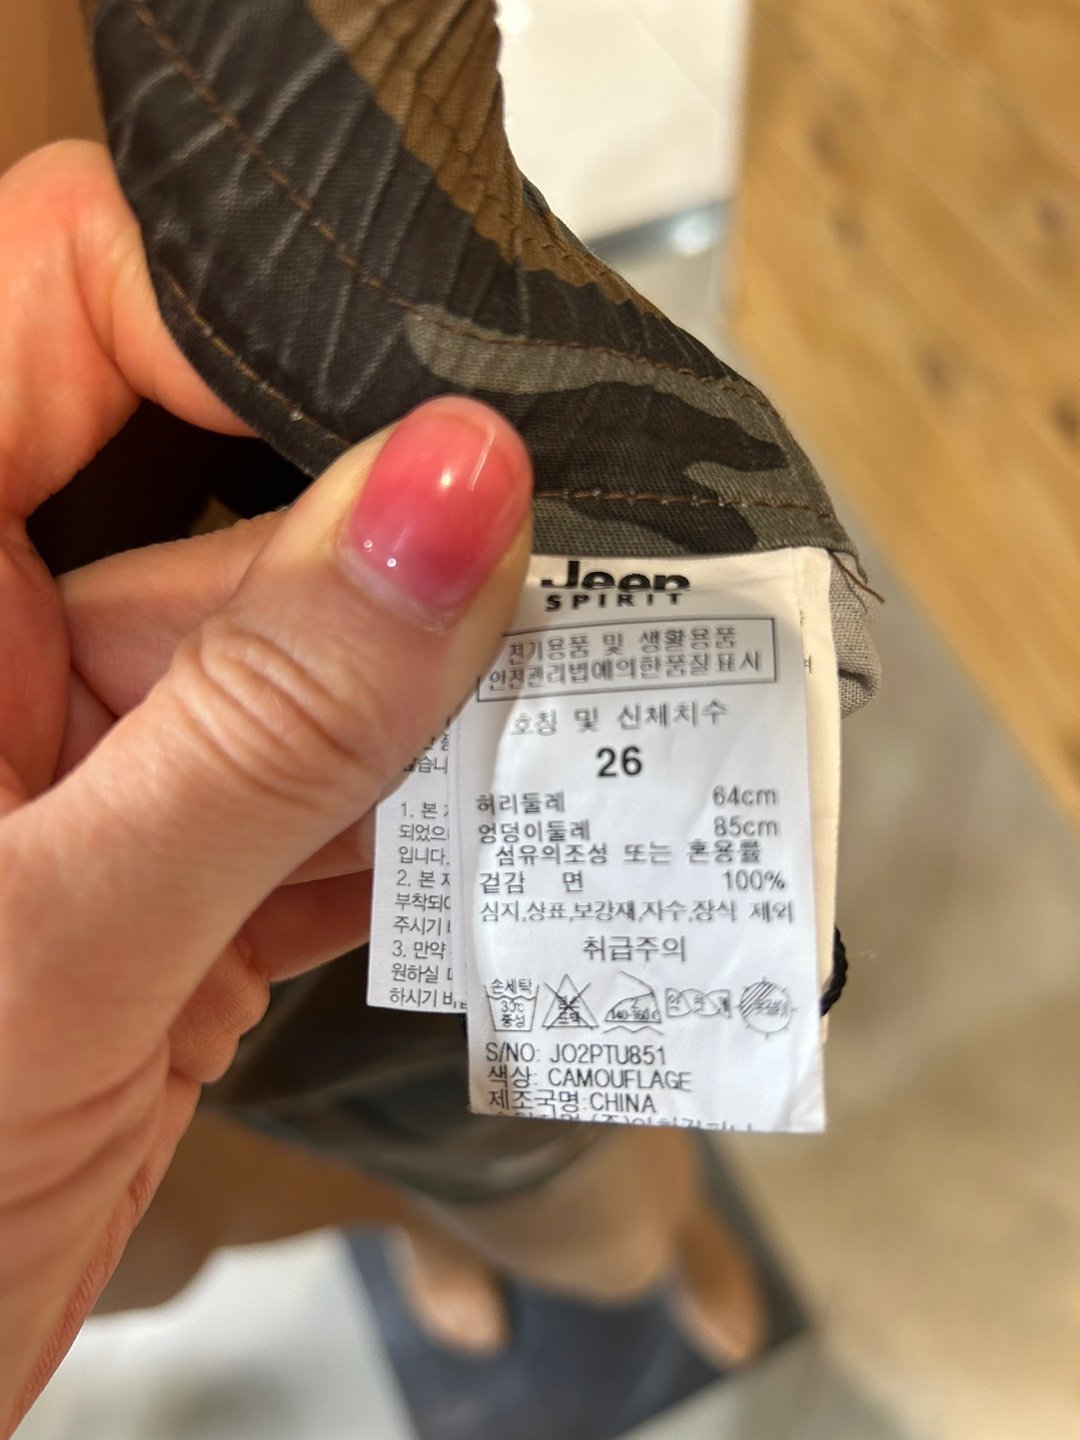 Jeep
SPIRIT
전기용품 및 생활용품
안전관리법에의한품질표시
호칭 및 신체치수
26
허리둘레 64cm
엉덩이둘레 85cm
섬유의조성 또는 혼용률
겉감 면 100%
심지,상표,보강재,자수,장식 제외
취급주의
손세탁
30℃
중성
140-160℃
S/NO: JO2PTU851
색상: CAMOUFLAGE
제조국명:CHINA
1. 본
되었으
입니다.
2. 본
부착되어
주시기
3. 만약
원하실
하시기